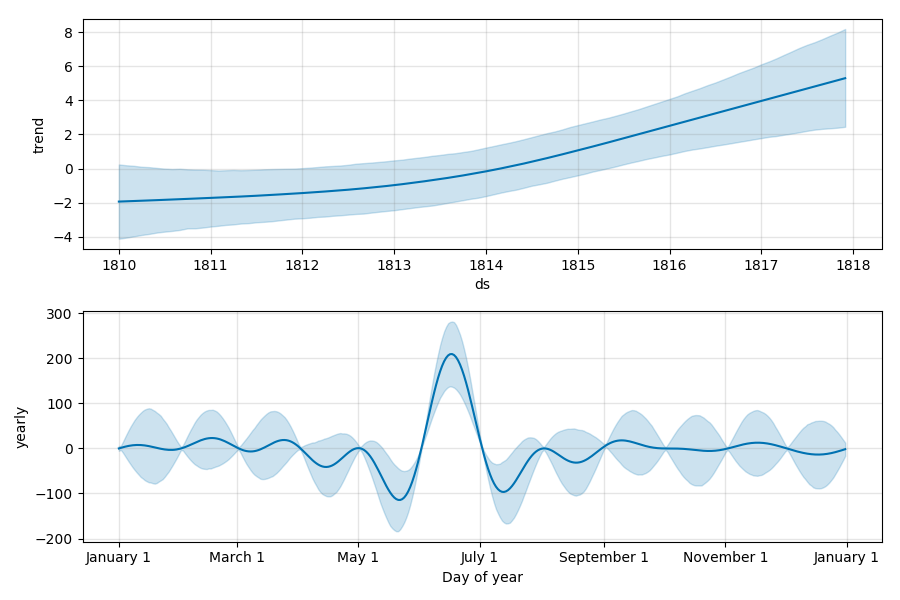 8
6
4
2
0
−2
−4
trend
1810 1811 1812 1813 1814 1815 1816 1817 1818
ds
300
200
100
0
−100
−200
yearly
January 1 March 1 May 1 July 1 September 1 November 1 January 1
Day of year